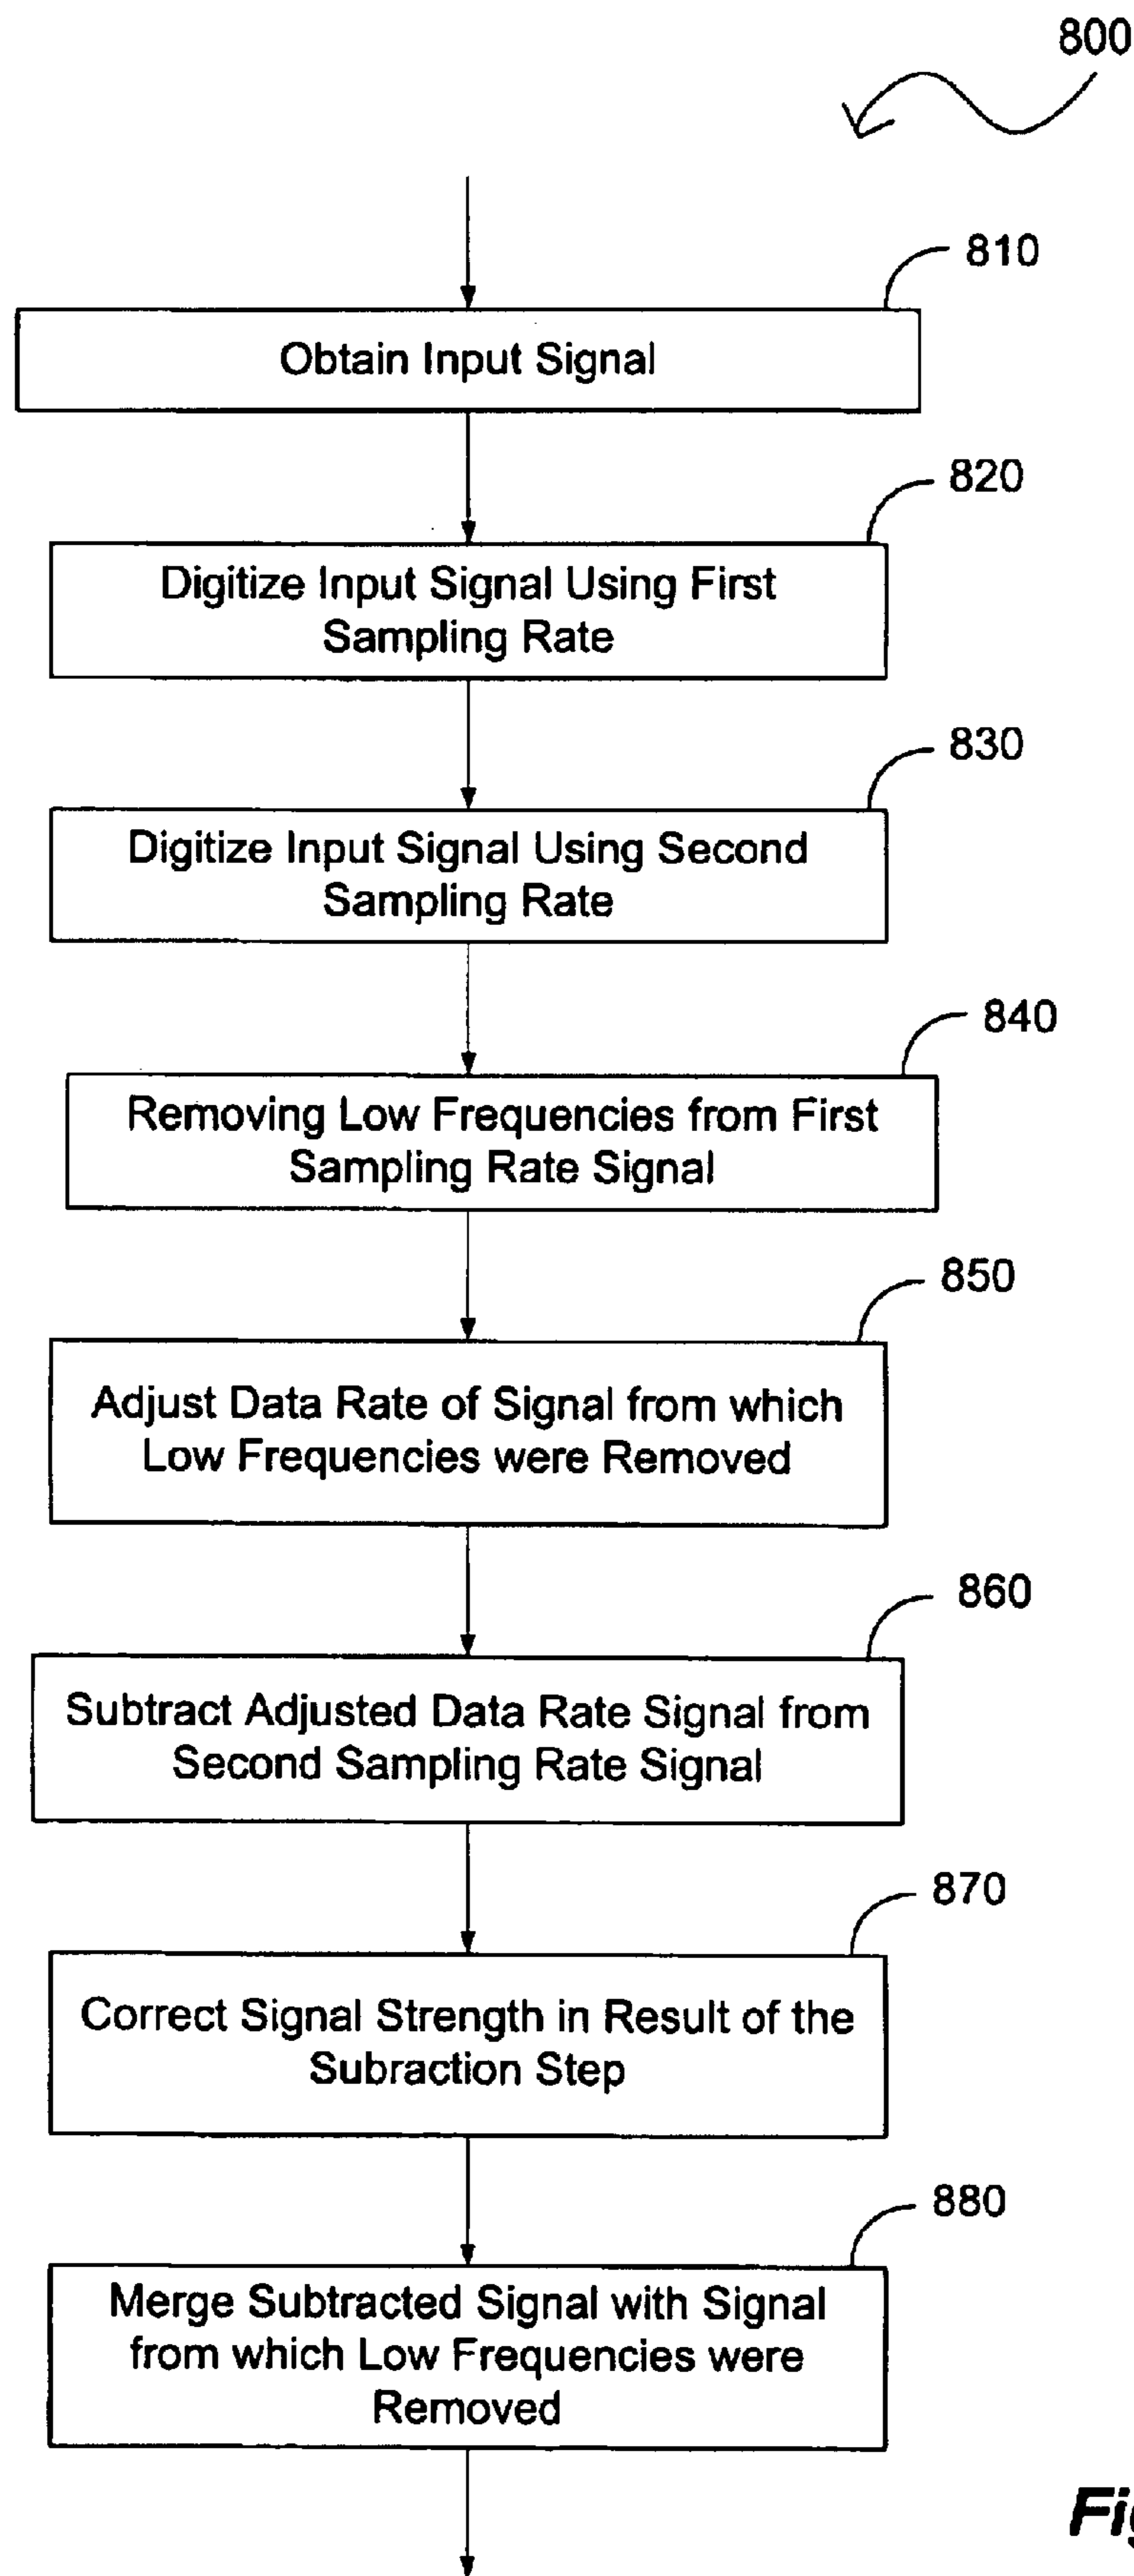 800
810
Obtain Input Signal
820
Digitize Input Signal Using First
Sampling Rate
830
Digitize Input Signal Using Second
Sampling Rate
840
Removing Low Frequencies from First
Sampling Rate Signal
850
Adjust Data Rate of Signal from which
Low Frequencies were Removed
860
Subtract Adjusted Data Rate Signal from
Second Sampling Rate Signal
870
Correct Signal Strength in Result of the
Subraction Step
880
Merge Subtracted Signal with Signal
from which Low Frequencies were
Removed